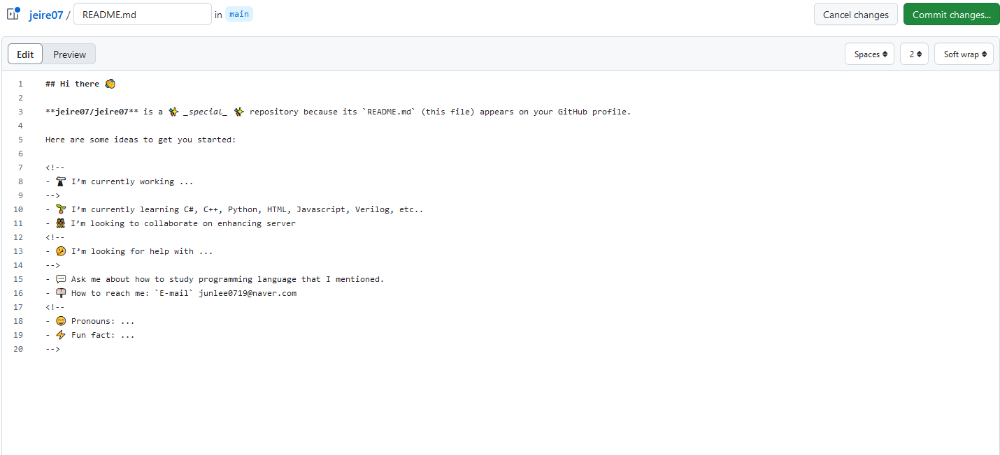 jeire07 / README.md in main Cancel changes Commit changes...
Edit Preview Spaces 2 Soft wrap
1 ## Hi there 👋
2
3 **jeire07/jeire07** is a ✨ _special_ ✨ repository because its `README.md` (this file) appears on your GitHub profile.
4
5 Here are some ideas to get you started:
6
7 <!--
8 - 🔭 I’m currently working ...
9 -->
10 - 🌱 I’m currently learning C#, C++, Python, HTML, Javascript, Verilog, etc..
11 - 👯 I’m looking to collaborate on enhancing server
12 <!--
13 - 🤔 I’m looking for help with ...
14 -->
15 - 💬 Ask me about how to study programming language that I mentioned.
16 - 📫 How to reach me: `E-mail` junlee0719@naver.com
17 <!--
18 - 😄 Pronouns: ...
19 - ⚡ Fun fact: ...
20 -->